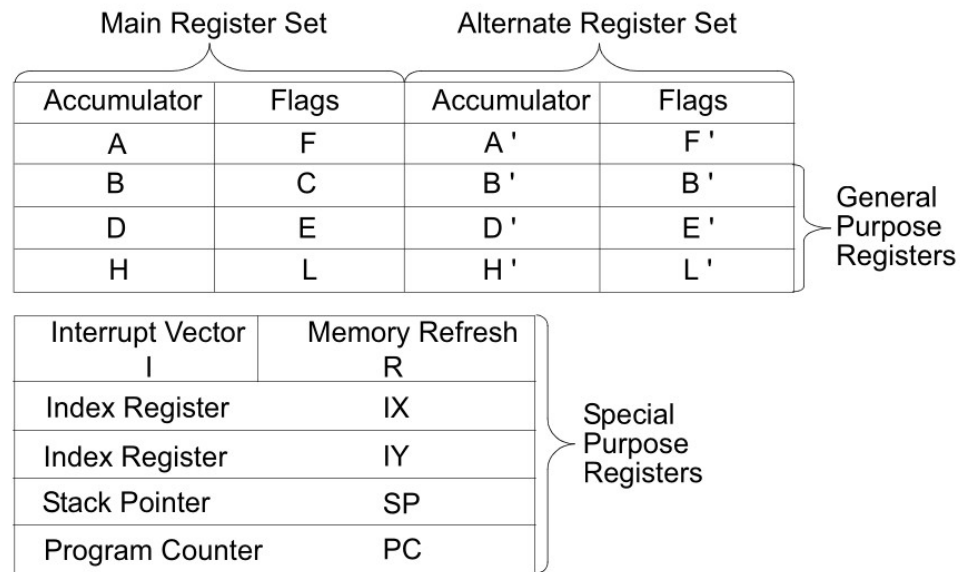 Main Register Set Alternate Register Set
Accumulator Flags Accumulator Flags
A F A ' F '
B C B ' B '
D E D ' E '
H L H ' L '
General
Purpose
Registers
Interrupt Vector Memory Refresh
I R
Index Register IX
Index Register IY
Stack Pointer SP
Program Counter PC
Special
Purpose
Registers